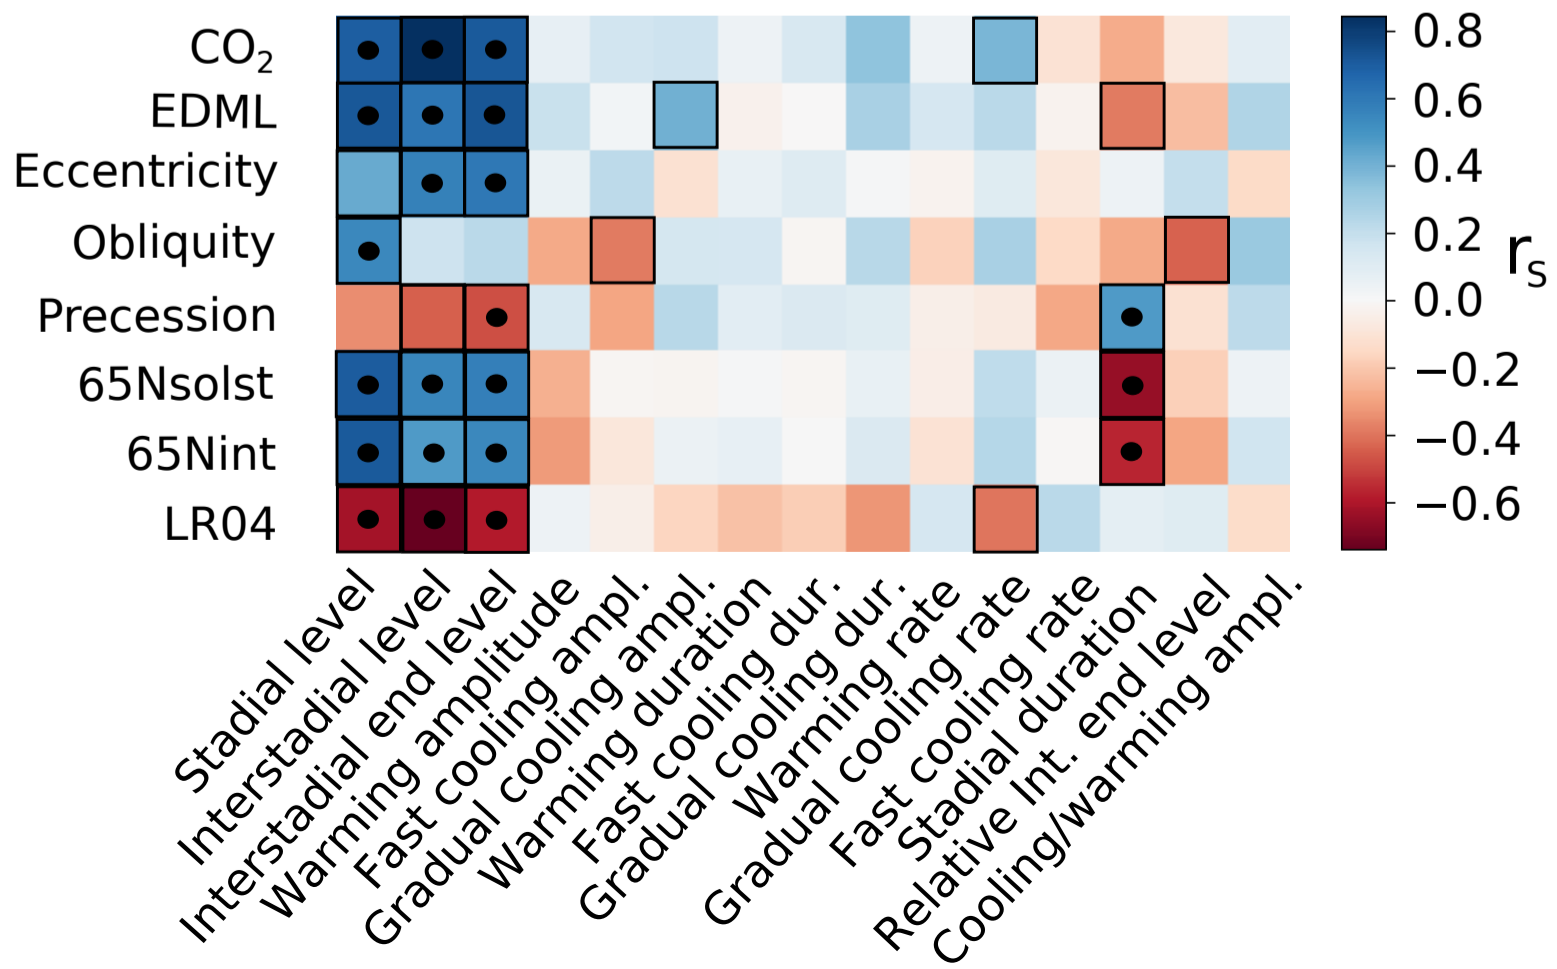 CO₂
EDML
Eccentricity
Obliquity
Precession
65Nsolst
65Nint
LR04
Stadial level
Interstadial level
Interstadial end level
Warming amplitude
Fast cooling ampl.
Gradual cooling ampl.
Warming duration
Fast cooling dur.
Gradual cooling dur.
Warming rate
Gradual cooling rate
Fast cooling rate
Stadial duration
Relative Int. end level
Cooling/warming ampl.
0.8
0.6
0.4
0.2
0.0
−0.2
−0.4
−0.6
rₛ